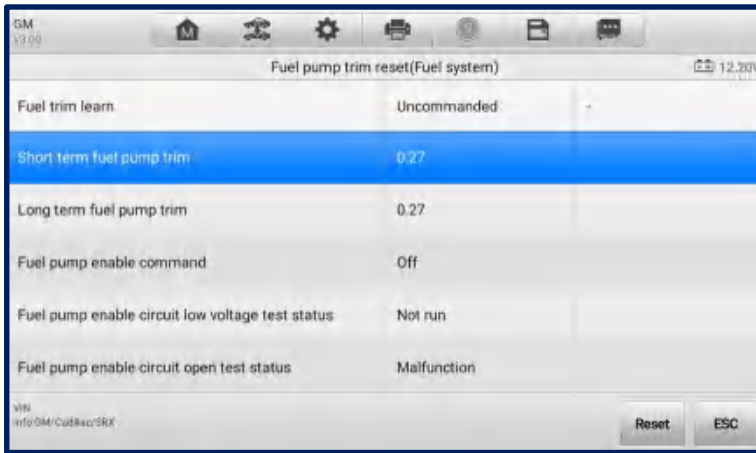 GM
V3.00
M
Fuel pump trim reset(Fuel system)
12.20V
Fuel trim learn Uncommanded -
Short term fuel pump trim 0.27
Long term fuel pump trim 0.27
Fuel pump enable command Off
Fuel pump enable circuit low voltage test status Not run
Fuel pump enable circuit open test status Malfunction
VIN
info:GM/Cadillac/SRX
Reset ESC